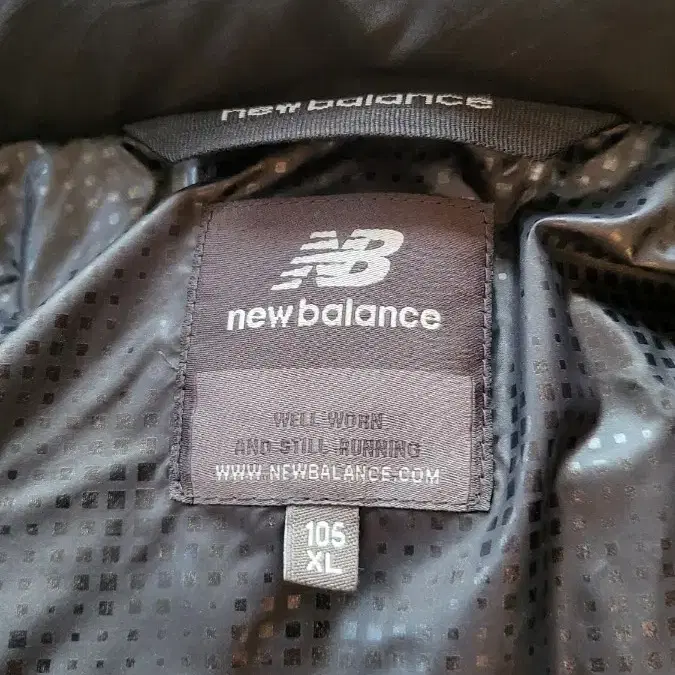 new balance
NB
new balance
WELL WORN
AND STILL RUNNING
WWW.NEWBALANCE.COM
105
XL